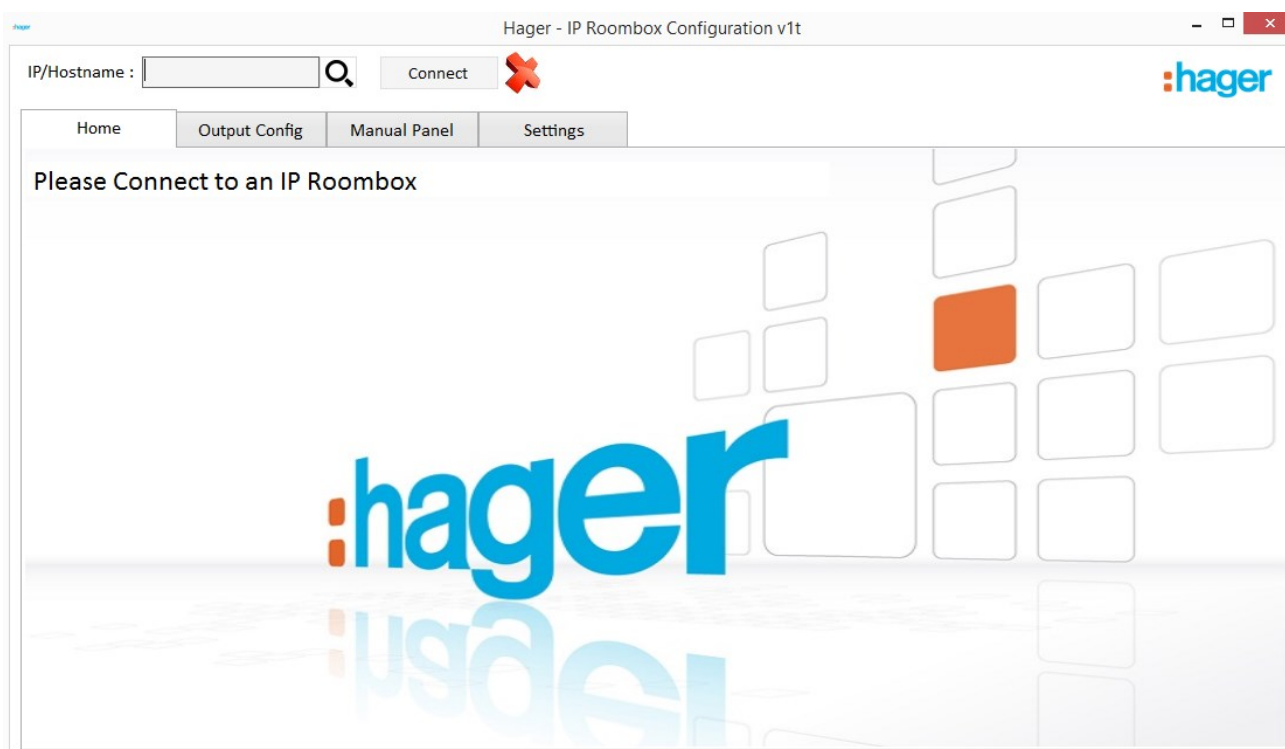 :hager
Hager - IP Roombox Configuration v1t
IP/Hostname :
Connect
:hager
Home
Output Config
Manual Panel
Settings
Please Connect to an IP Roombox
:hager